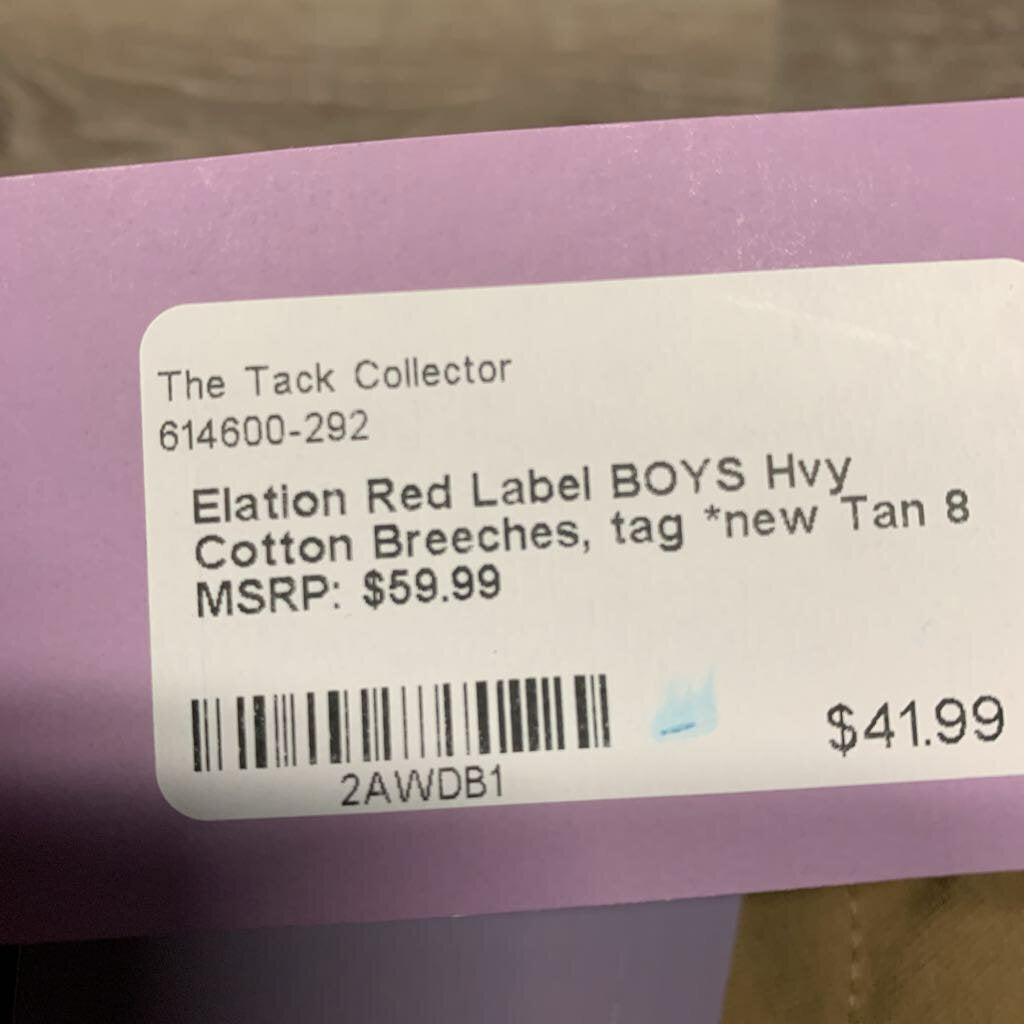 The Tack Collector
614600-292
Elation Red Label BOYS Hvy
Cotton Breeches, tag *new Tan 8
MSRP: $59.99
2AWDB1
$41.99